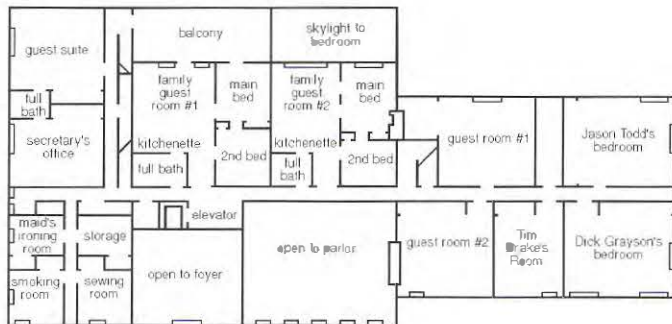 guest suite
balcony
skylight to
bedroom
full
bath
family
guest
room #1
main
bed
family
guest
room #2
main
bed
secretary's
office
kitchenette
full bath
2nd bed
kitchenette
full
bath
2nd bed
guest room #1
Jason Todd's
bedroom
maid's
ironing
room
storage
elevator
smoking
room
sewing
room
open to foyer
open to parlor
guest room #2
Tim
Drake's
Room
Dick Grayson's
bedroom